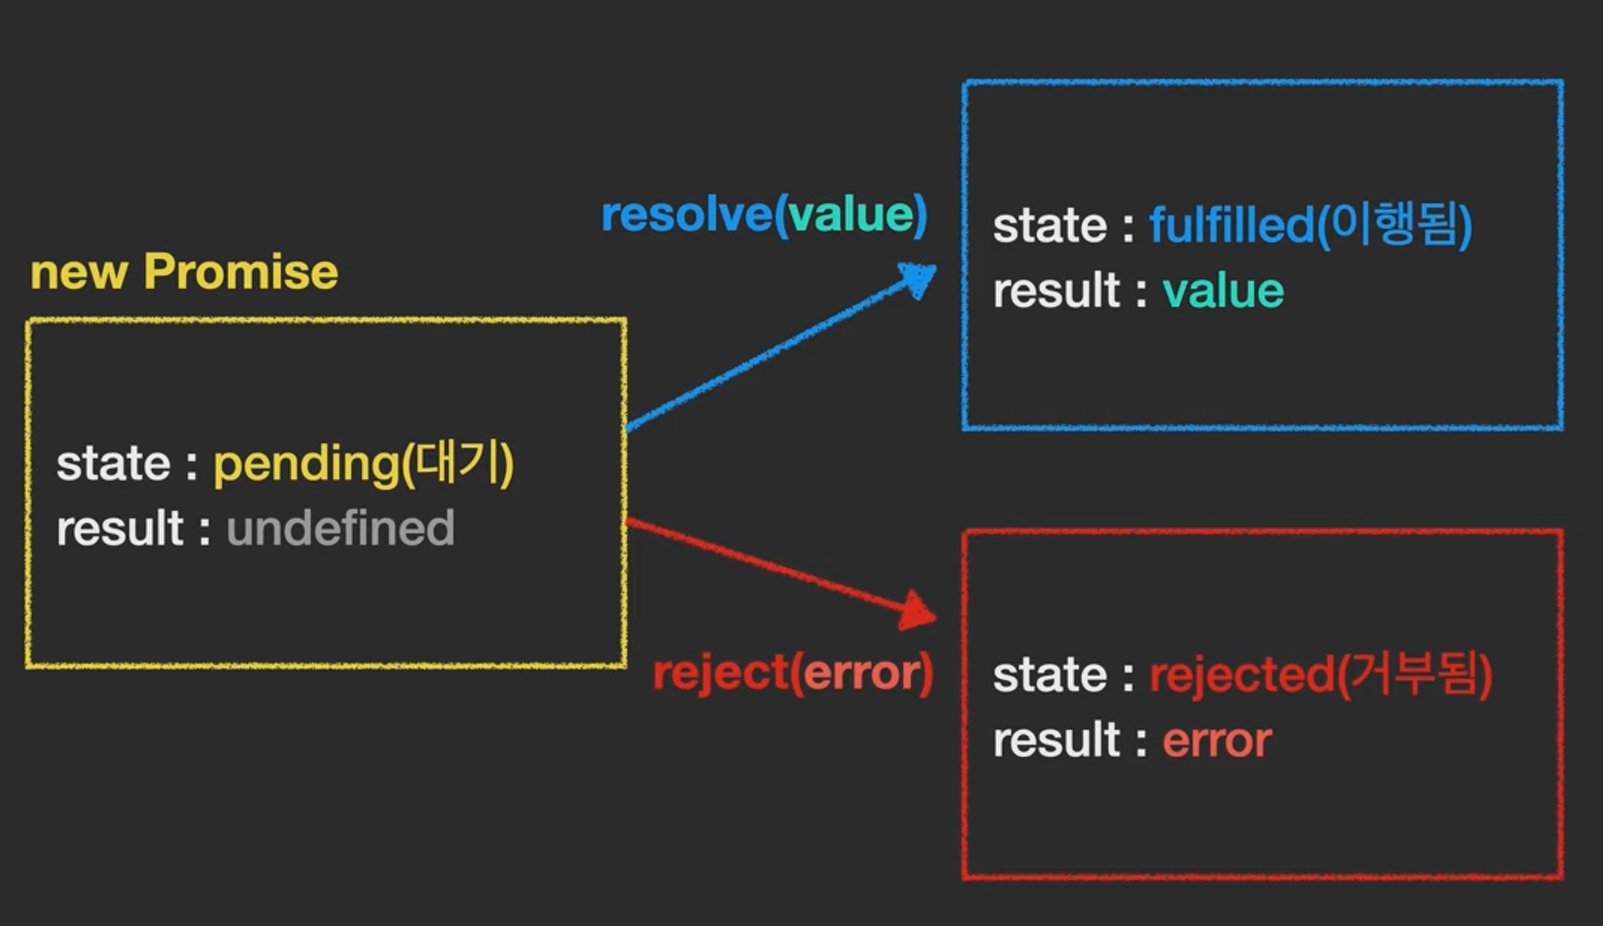 new Promise
state : pending(대기)
result : undefined
resolve(value)
state : fulfilled(이행됨)
result : value
reject(error)
state : rejected(거부됨)
result : error